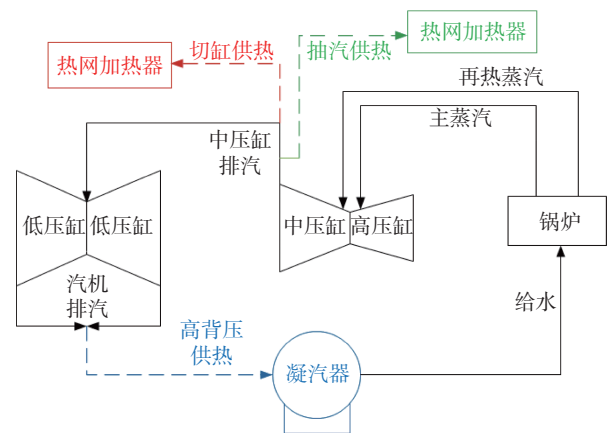 热网加热器
切缸供热
抽汽供热
热网加热器
再热蒸汽
主蒸汽
中压缸
排汽
低压缸
低压缸
中压缸
高压缸
锅炉
汽机
排汽
给水
高背压
供热
凝汽器